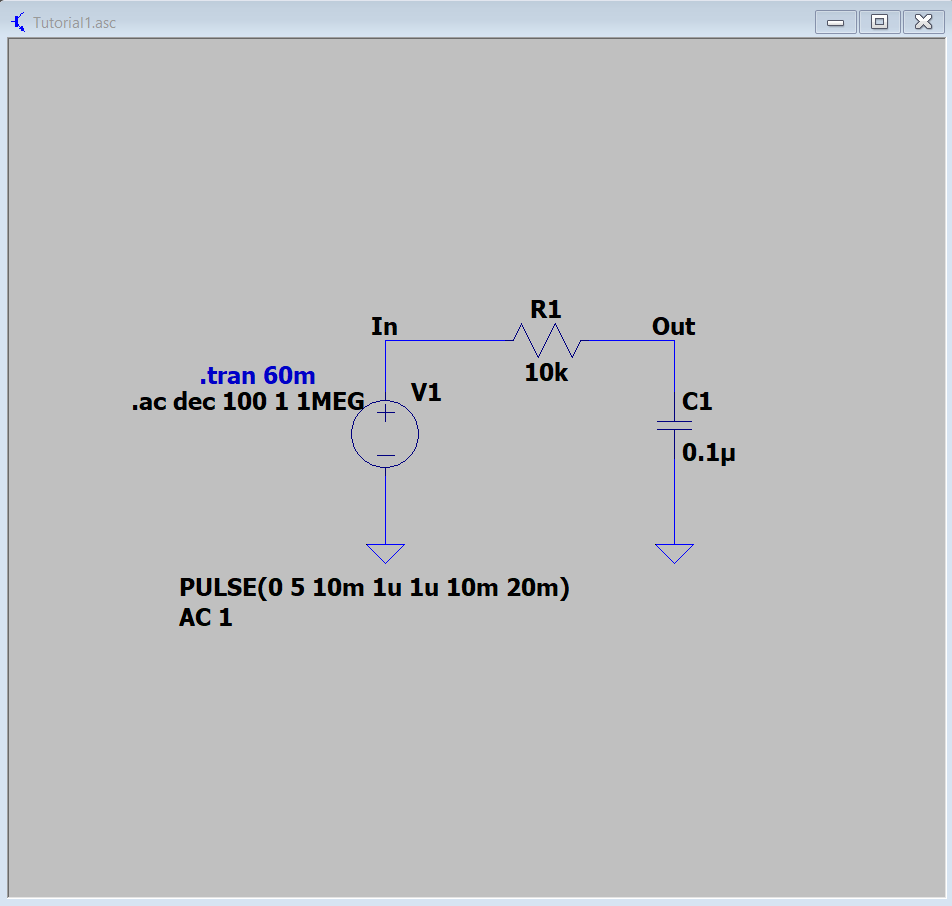 Tutorial1.asc
R1
In
Out
10k
.tran 60m
.ac dec 100 1 1MEG
V1
C1
0.1µ
PULSE(0 5 10m 1u 1u 10m 20m)
AC 1